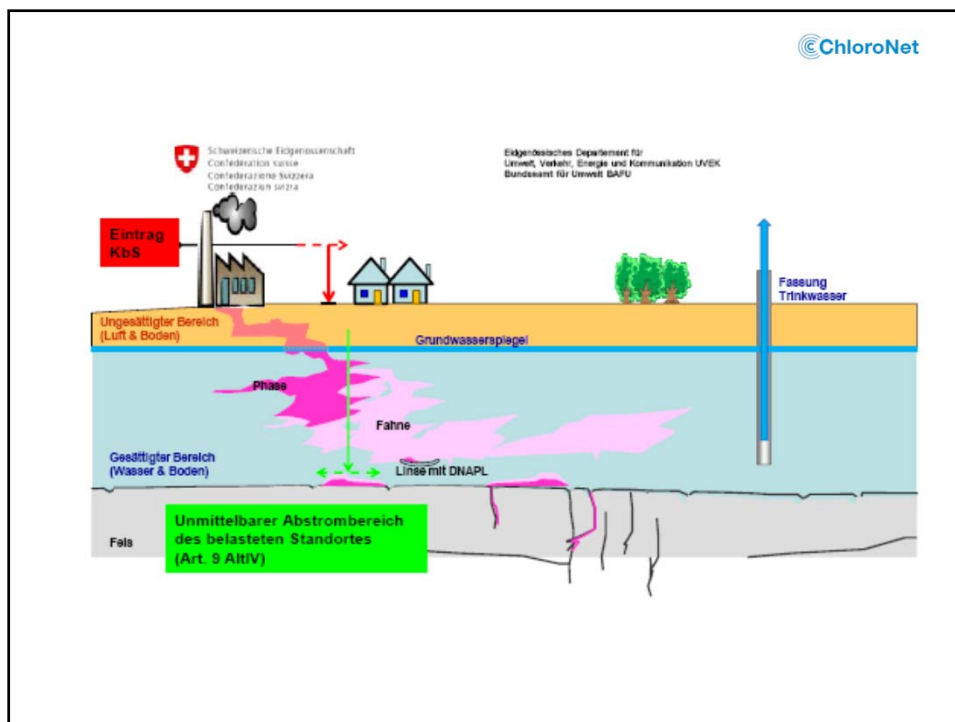 ChloroNet
Schweizerische Eidgenossenschaft
Confédération suisse
Confederazione Svizzera
Confederaziun svizra
Eidgenössisches Departement für
Umwelt, Verkehr, Energie und Kommunikation UVEK
Bundesamt für Umwelt BAFU
Eintrag
KbS
Fassung
Trinkwasser
Ungesättigter Bereich
(Luft & Boden)
Grundwasserspiegel
Phase
Fahne
Gesättigter Bereich
(Wasser & Boden)
Linse mit DNAPL
Unmittelbarer Abstrombereich
des belasteten Standortes
(Art. 9 AltlV)
Fels